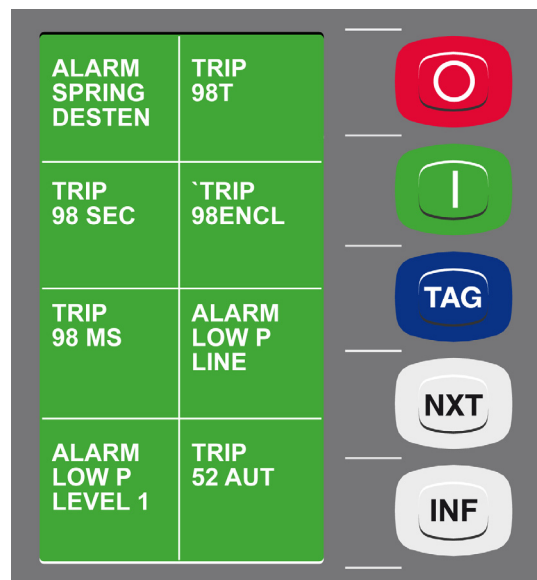 ALARM
SPRING
DESTEN
TRIP
98T
TRIP
98 SEC
`TRIP
98ENCL
TRIP
98 MS
ALARM
LOW P
LINE
ALARM
LOW P
LEVEL 1
TRIP
52 AUT
O
I
TAG
NXT
INF